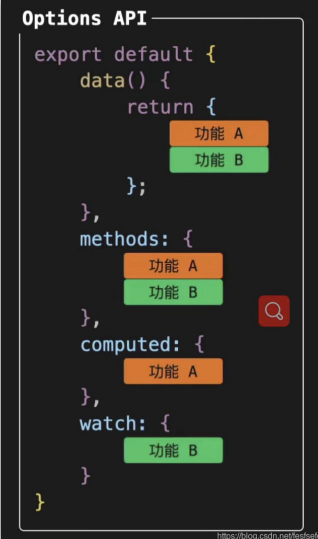 Options API
export default {
data() {
return {
功能 A
功能 B
};
},
methods: {
功能 A
功能 B
},
computed: {
功能 A
},
watch: {
功能 B
}
}
https://blog.csdn.net/fesfsefgs